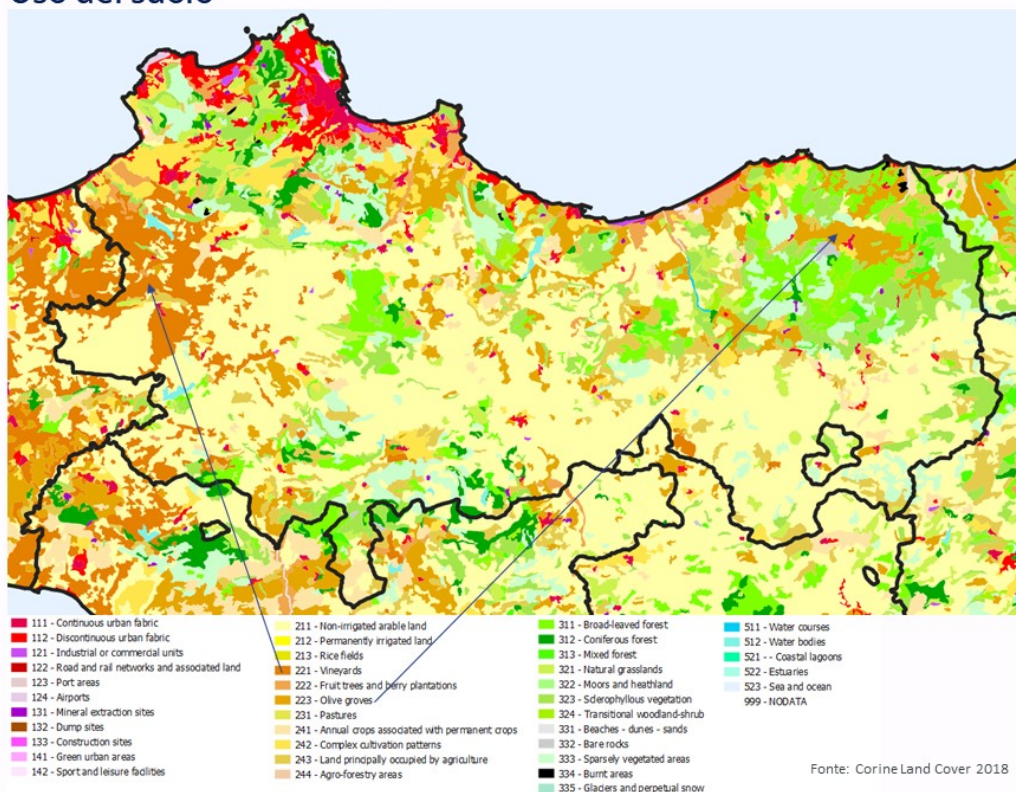 Uso del suolo
111 - Continuous urban fabric
112 - Discontinuous urban fabric
121 - Industrial or commercial units
122 - Road and rail networks and associated land
123 - Port areas
124 - Airports
131 - Mineral extraction sites
132 - Dump sites
133 - Construction sites
141 - Green urban areas
142 - Sport and leisure facilities
211 - Non-irrigated arable land
212 - Permanently irrigated land
213 - Rice fields
221 - Vineyards
222 - Fruit trees and berry plantations
223 - Olive groves
231 - Pastures
241 - Annual crops associated with permanent crops
242 - Complex cultivation patterns
243 - Land principally occupied by agriculture
244 - Agro-forestry areas
311 - Broad-leaved forest
312 - Coniferous forest
313 - Mixed forest
321 - Natural grasslands
322 - Moors and heathland
323 - Sclerophyllous vegetation
324 - Transitional woodland-shrub
331 - Beaches - dunes - sands
332 - Bare rocks
333 - Sparsely vegetated areas
334 - Burnt areas
335 - Glaciers and perpetual snow
511 - Water courses
512 - Water bodies
521 - - Coastal lagoons
522 - Estuaries
523 - Sea and ocean
999 - NODATA
Fonte: Corine Land Cover 2018